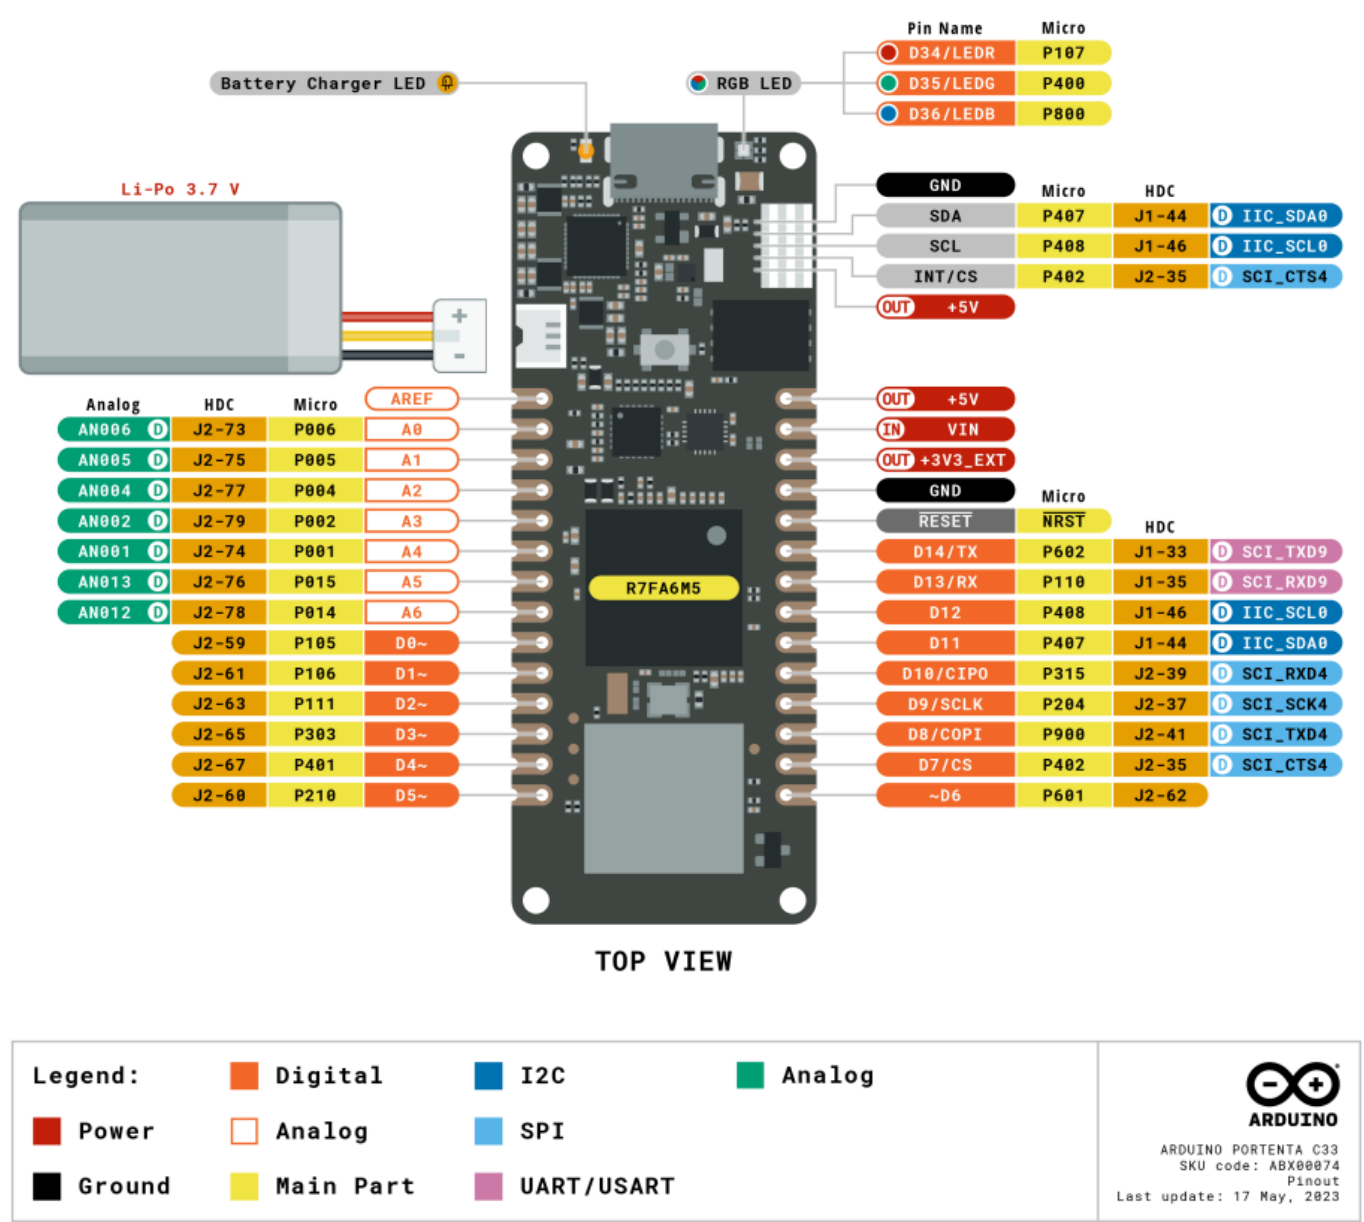 Pin Name Micro
D34/LEDR P107
Battery Charger LED RGB LED D35/LEDG P400
D36/LEDB P800
Li-Po 3.7 V
+
-
GND Micro HDC
SDA P407 J1-44 D IIC_SDA0
SCL P408 J1-46 D IIC_SCL0
INT/CS P402 J2-35 D SCI_CTS4
OUT +5V
Analog HDC Micro AREF
AN006 D J2-73 P006 A0
AN005 D J2-75 P005 A1
AN004 D J2-77 P004 A2
AN002 D J2-79 P002 A3
AN001 D J2-74 P001 A4
AN013 D J2-76 P015 A5
AN012 D J2-78 P014 A6
J2-59 P105 D0~
J2-61 P106 D1~
J2-63 P111 D2~
J2-65 P303 D3~
J2-67 P401 D4~
J2-60 P210 D5~
R7FA6M5
OUT +5V
IN VIN
OUT +3V3_EXT
GND Micro
RESET NRST HDC
D14/TX P602 J1-33 D SCI_TXD9
D13/RX P110 J1-35 D SCI_RXD9
D12 P408 J1-46 D IIC_SCL0
D11 P407 J1-44 D IIC_SDA0
D10/CIPO P315 J2-39 D SCI_RXD4
D9/SCLK P204 J2-37 D SCI_SCK4
D8/COPI P900 J2-41 D SCI_TXD4
D7/CS P402 J2-35 D SCI_CTS4
~D6 P601 J2-62
TOP VIEW
Legend: Digital I2C Analog
Power Analog SPI
Ground Main Part UART/USART
ARDUINO
ARDUINO PORTENTA C33
SKU code: ABX00074
Pinout
Last update: 17 May, 2023